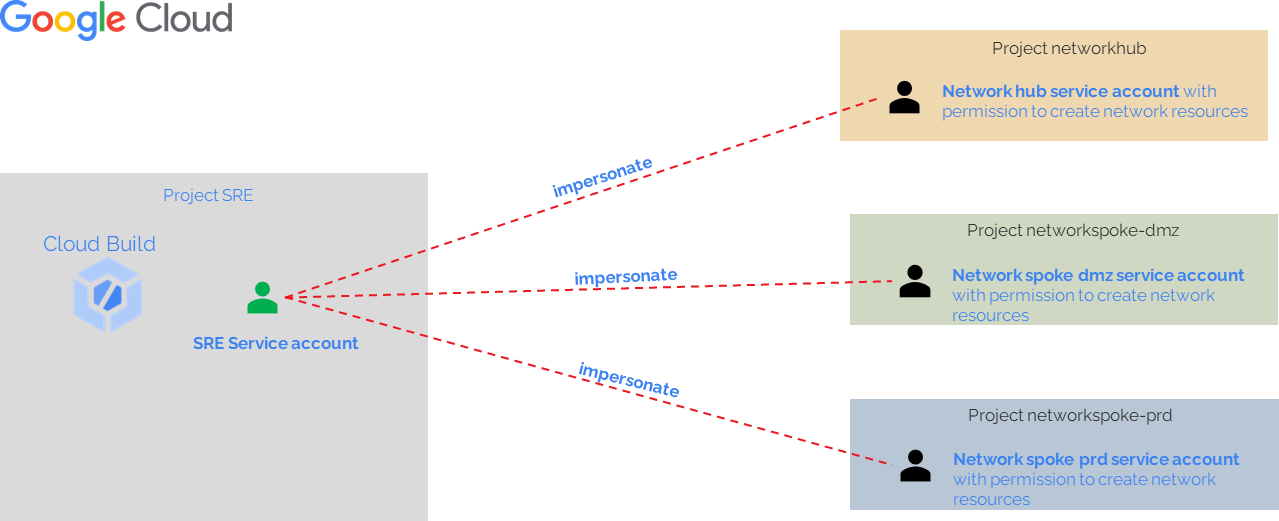 Google Cloud
Project networkhub
Network hub service account with
permission to create network resources
impersonate
Project SRE
Cloud Build
SRE Service account
Project networkspoke-dmz
impersonate
Network spoke dmz service account
with permission to create network
resources
impersonate
Project networkspoke-prd
Network spoke prd service account
with permission to create network
resources